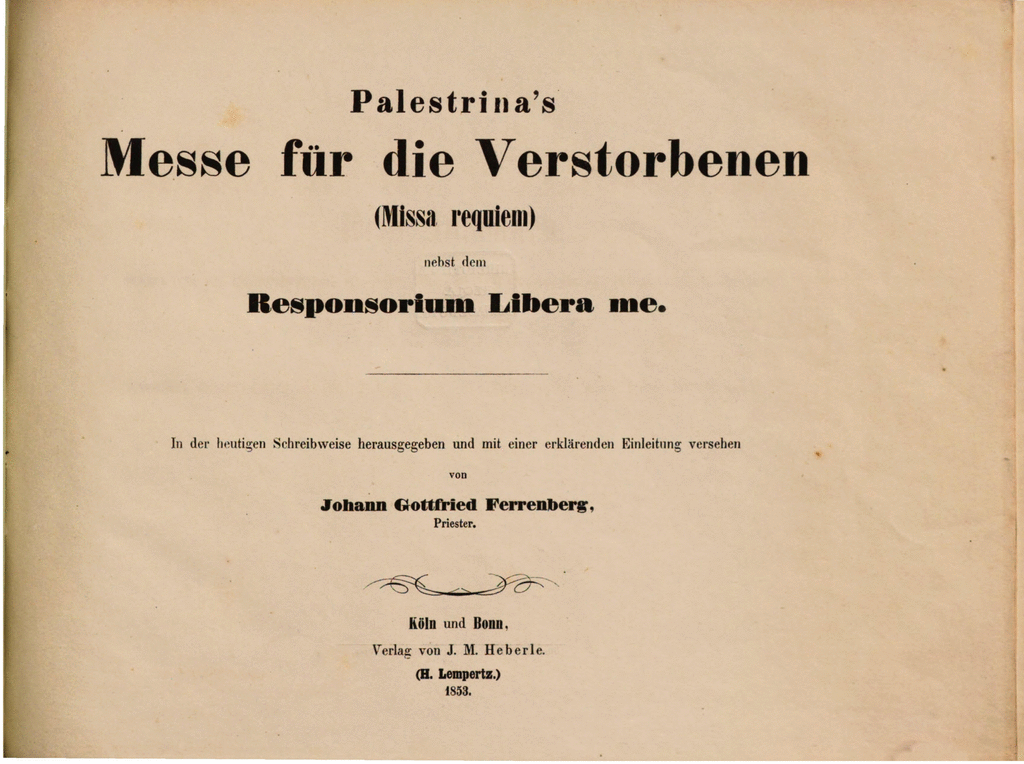 Palestrina's
Messe für die Verstorbenen
(Missa requiem)
nebst dem
Responsorium Libera me.
In der heutigen Schreibweise herausgegeben und mit einer erklärenden Einleitung versehen
von
Johann Gottfried Ferrenberg,
Priester.
Köln und Bonn,
Verlag von J. M. Heberle.
(H. Lempertz.)
1853.